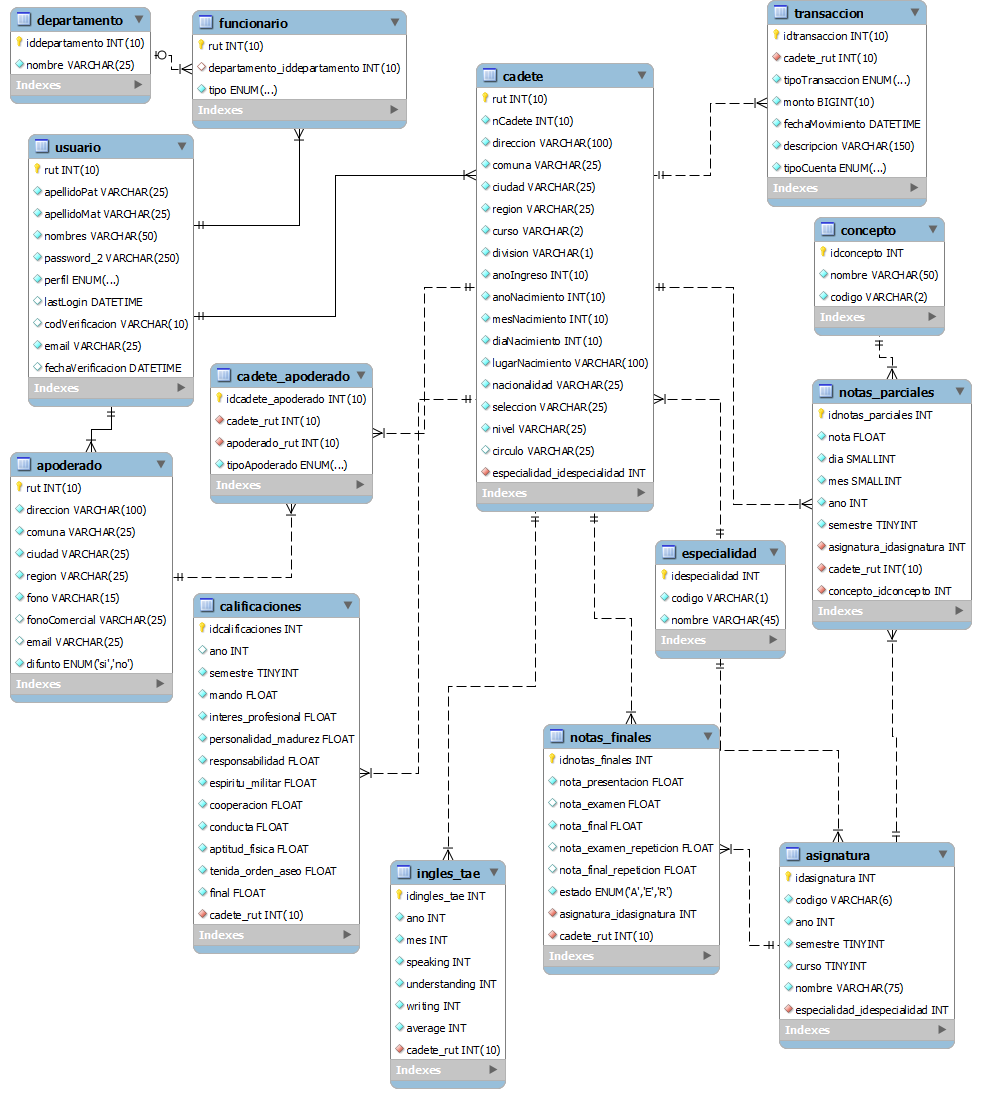 departamento
iddepartamento INT(10)
nombre VARCHAR(25)
Indexes
funcionario
rut INT(10)
departamento_iddepartamento INT(10)
tipo ENUM(...)
Indexes
usuario
rut INT(10)
apellidoPat VARCHAR(25)
apellidoMat VARCHAR(25)
nombres VARCHAR(50)
password_2 VARCHAR(250)
perfil ENUM(...)
lastLogin DATETIME
codVerificacion VARCHAR(10)
email VARCHAR(25)
fechaVerificacion DATETIME
Indexes
cadete
rut INT(10)
nCadete INT(10)
direccion VARCHAR(100)
comuna VARCHAR(25)
ciudad VARCHAR(25)
region VARCHAR(25)
curso VARCHAR(2)
division VARCHAR(1)
anoIngreso INT(10)
anoNacimiento INT(10)
mesNacimiento INT(10)
diaNacimiento INT(10)
lugarNacimiento VARCHAR(100)
nacionalidad VARCHAR(25)
seleccion VARCHAR(25)
nivel VARCHAR(25)
circulo VARCHAR(25)
especialidad_idespecialidad INT
Indexes
transaccion
idtransaccion INT(10)
cadete_rut INT(10)
tipoTransaccion ENUM(...)
monto BIGINT(10)
fechaMovimiento DATETIME
descripcion VARCHAR(150)
tipoCuenta ENUM(...)
Indexes
concepto
idconcepto INT
nombre VARCHAR(50)
codigo VARCHAR(2)
Indexes
cadete_apoderado
idcadete_apoderado INT(10)
cadete_rut INT(10)
apoderado_rut INT(10)
tipoApoderado ENUM(...)
Indexes
notas_parciales
idnotas_parciales INT
nota FLOAT
dia SMALLINT
mes SMALLINT
ano INT
semestre TINYINT
asignatura_idasignatura INT
cadete_rut INT(10)
concepto_idconcepto INT
Indexes
apoderado
rut INT(10)
direccion VARCHAR(100)
comuna VARCHAR(25)
ciudad VARCHAR(25)
region VARCHAR(25)
fono VARCHAR(15)
fonoComercial VARCHAR(25)
email VARCHAR(25)
difunto ENUM('si','no')
Indexes
especialidad
idespecialidad INT
codigo VARCHAR(1)
nombre VARCHAR(45)
Indexes
calificaciones
idcalificaciones INT
ano INT
semestre TINYINT
mando FLOAT
interes_profesional FLOAT
personalidad_madurez FLOAT
responsabilidad FLOAT
espiritu_militar FLOAT
cooperacion FLOAT
conducta FLOAT
aptitud_fisica FLOAT
tenida_orden_aseo FLOAT
final FLOAT
cadete_rut INT(10)
Indexes
notas_finales
idnotas_finales INT
nota_presentacion FLOAT
nota_examen FLOAT
nota_final FLOAT
nota_examen_repeticion FLOAT
nota_final_repeticion FLOAT
estado ENUM('A','E','R')
asignatura_idasignatura INT
cadete_rut INT(10)
Indexes
asignatura
idasignatura INT
codigo VARCHAR(6)
ano INT
semestre TINYINT
curso TINYINT
nombre VARCHAR(75)
especialidad_idespecialidad INT
Indexes
ingles_tae
idingles_tae INT
ano INT
mes INT
speaking INT
understanding INT
writing INT
average INT
cadete_rut INT(10)
Indexes